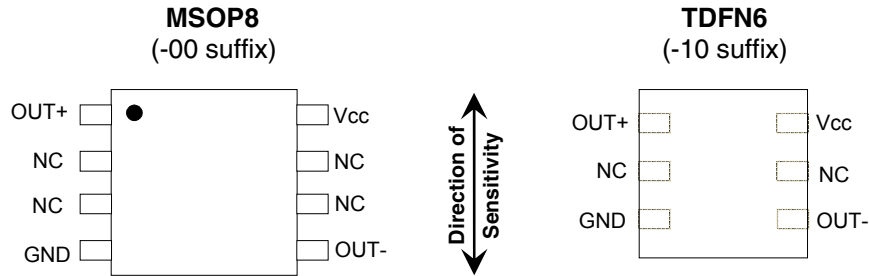 MSOP8
(-00 suffix)
OUT+
NC
NC
GND
Vcc
NC
NC
OUT-
Direction of
Sensitivity
TDFN6
(-10 suffix)
OUT+
NC
GND
Vcc
NC
OUT-